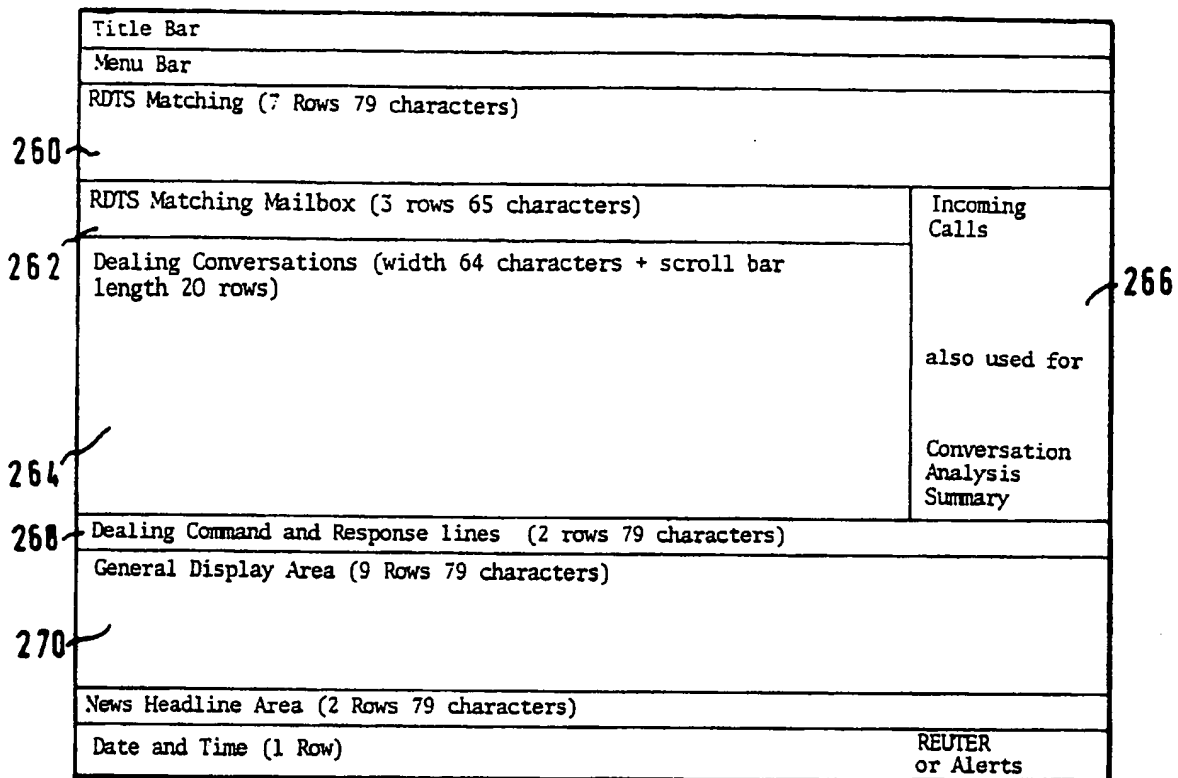 Title Bar
Menu Bar
RDTS Matching (7 Rows 79 characters)
260
RDTS Matching Mailbox (3 rows 65 characters)
Incoming
Calls
262
Dealing Conversations (width 64 characters + scroll bar
length 20 rows)
266
also used for
264
Conversation
Analysis
Summary
268
Dealing Command and Response lines (2 rows 79 characters)
General Display Area (9 Rows 79 characters)
270
News Headline Area (2 Rows 79 characters)
Date and Time (1 Row)
REUTER
or Alerts